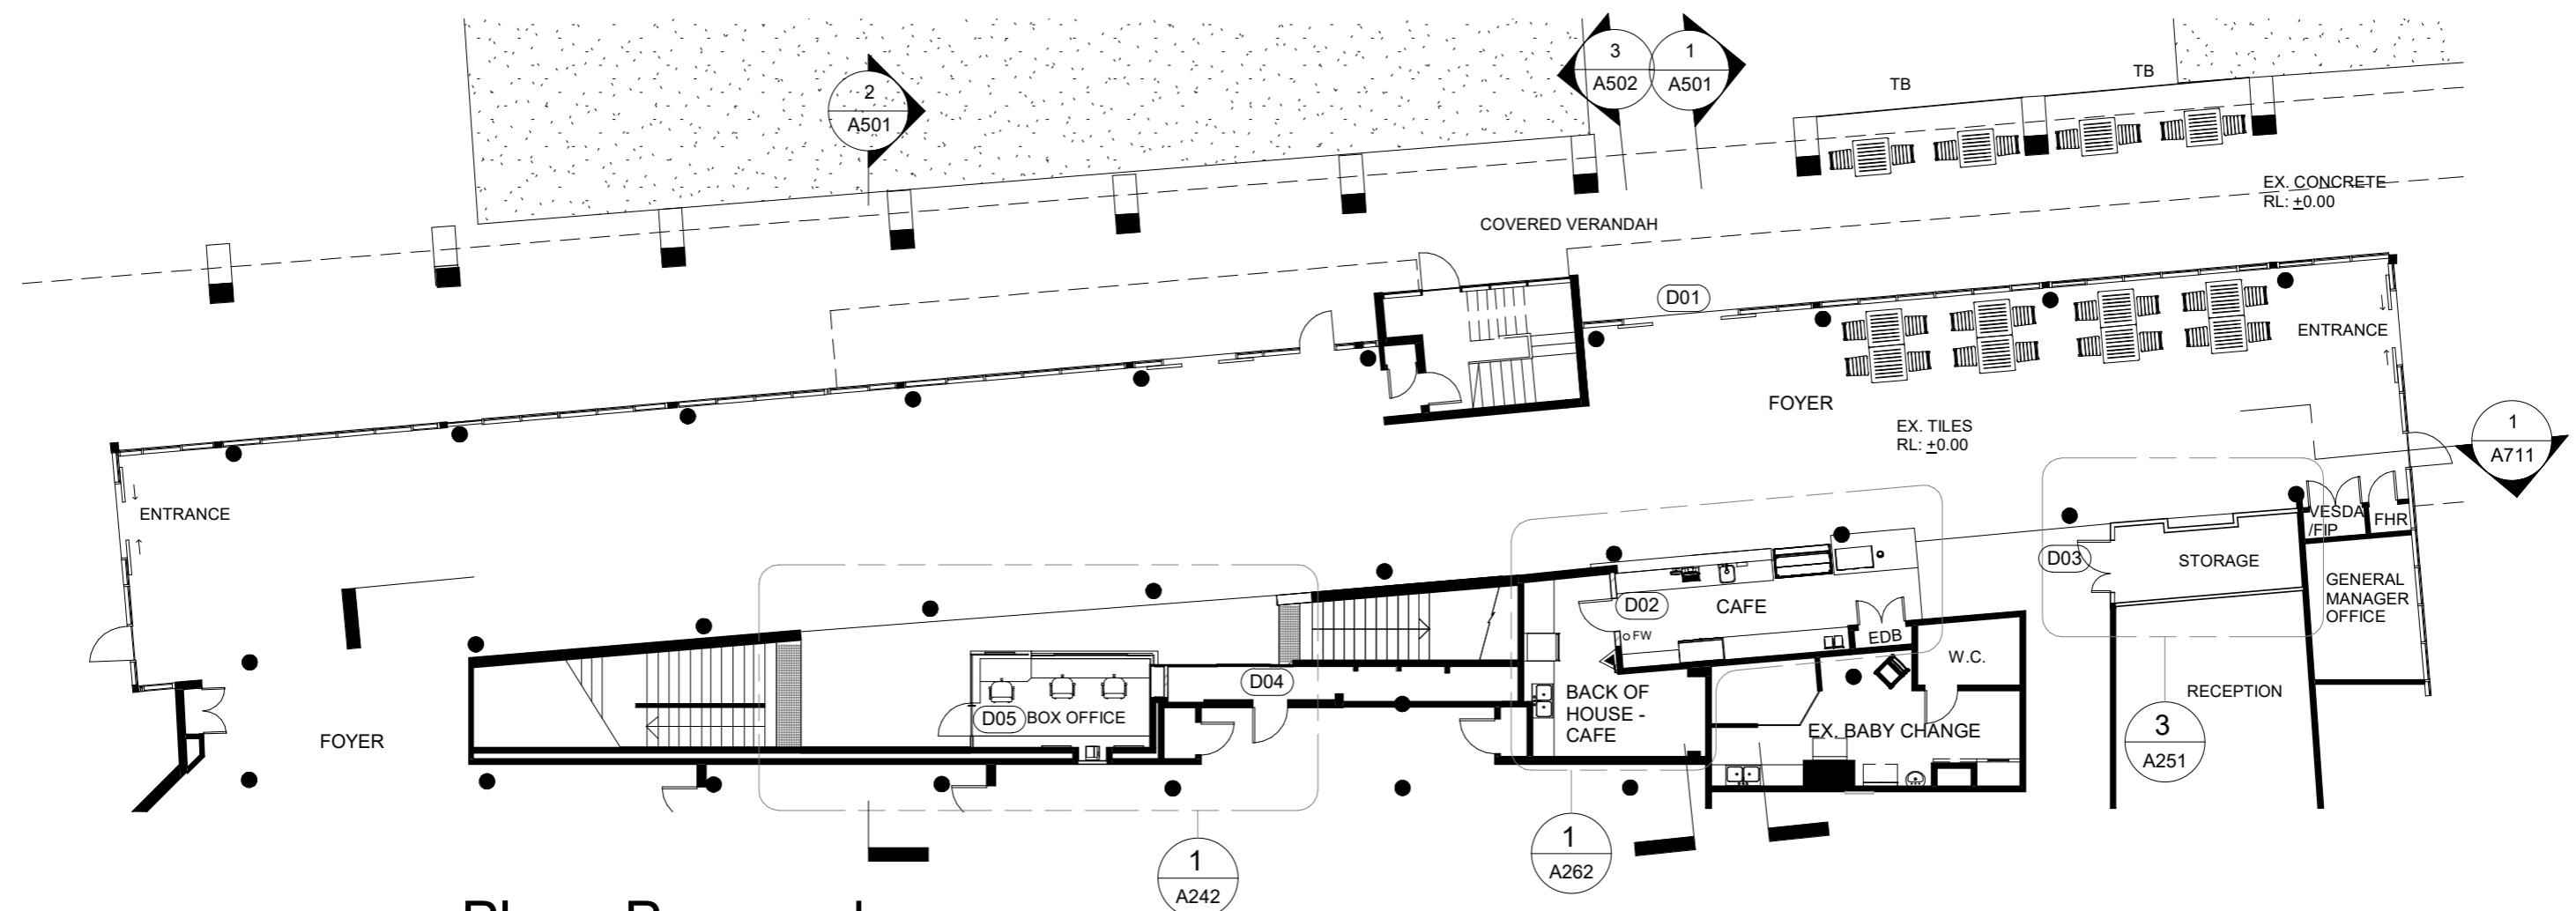 3
A502
1
A501
2
A501
TB
TB
EX. CONCRETE
RL: ±0.00
COVERED VERANDAH
D01
ENTRANCE
FOYER
EX. TILES
RL: ±0.00
1
A711
ENTRANCE
VESDA
/FIP
FHR
D03
STORAGE
GENERAL
MANAGER
OFFICE
D02
CAFE
FW
EDB
W.C.
D04
BACK OF
HOUSE -
CAFE
RECEPTION
D05
BOX OFFICE
FOYER
EX. BABY CHANGE
3
A251
1
A242
1
A262